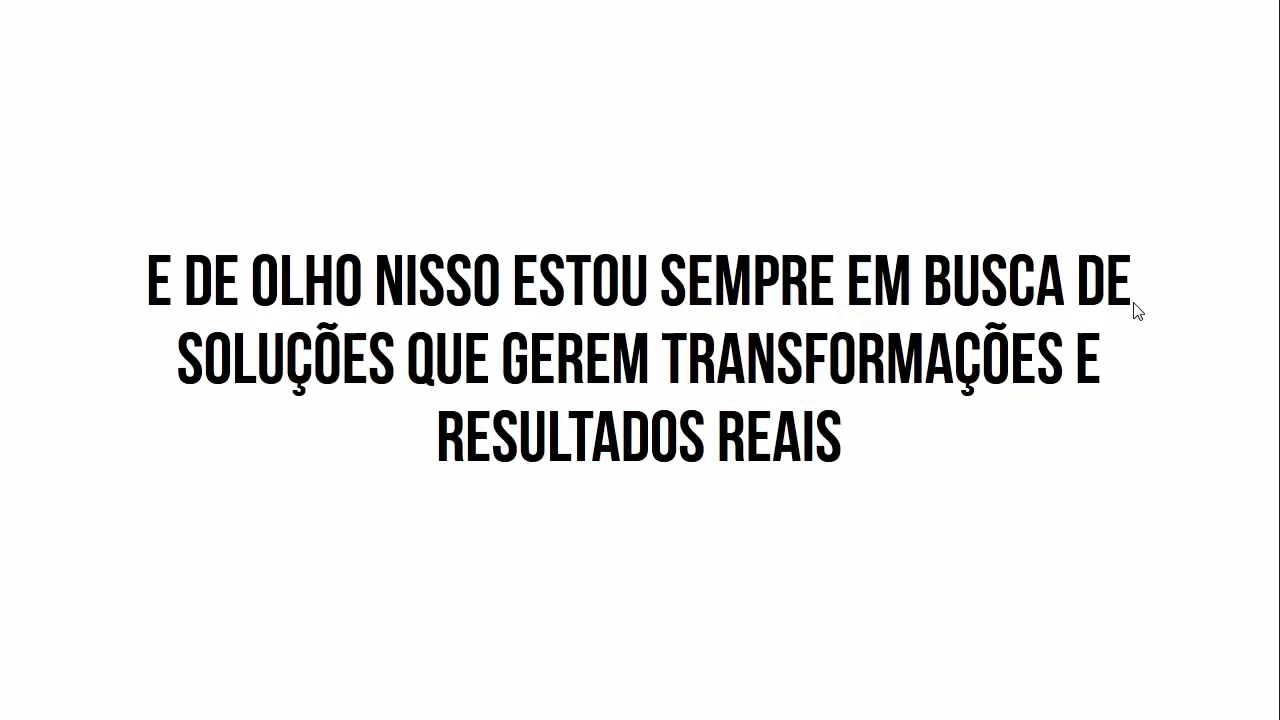 E DE OLHO NISSO ESTOU SEMPRE EM BUSCA DE
SOLUÇÕES QUE GEREM TRANSFORMAÇÕES E
RESULTADOS REAIS